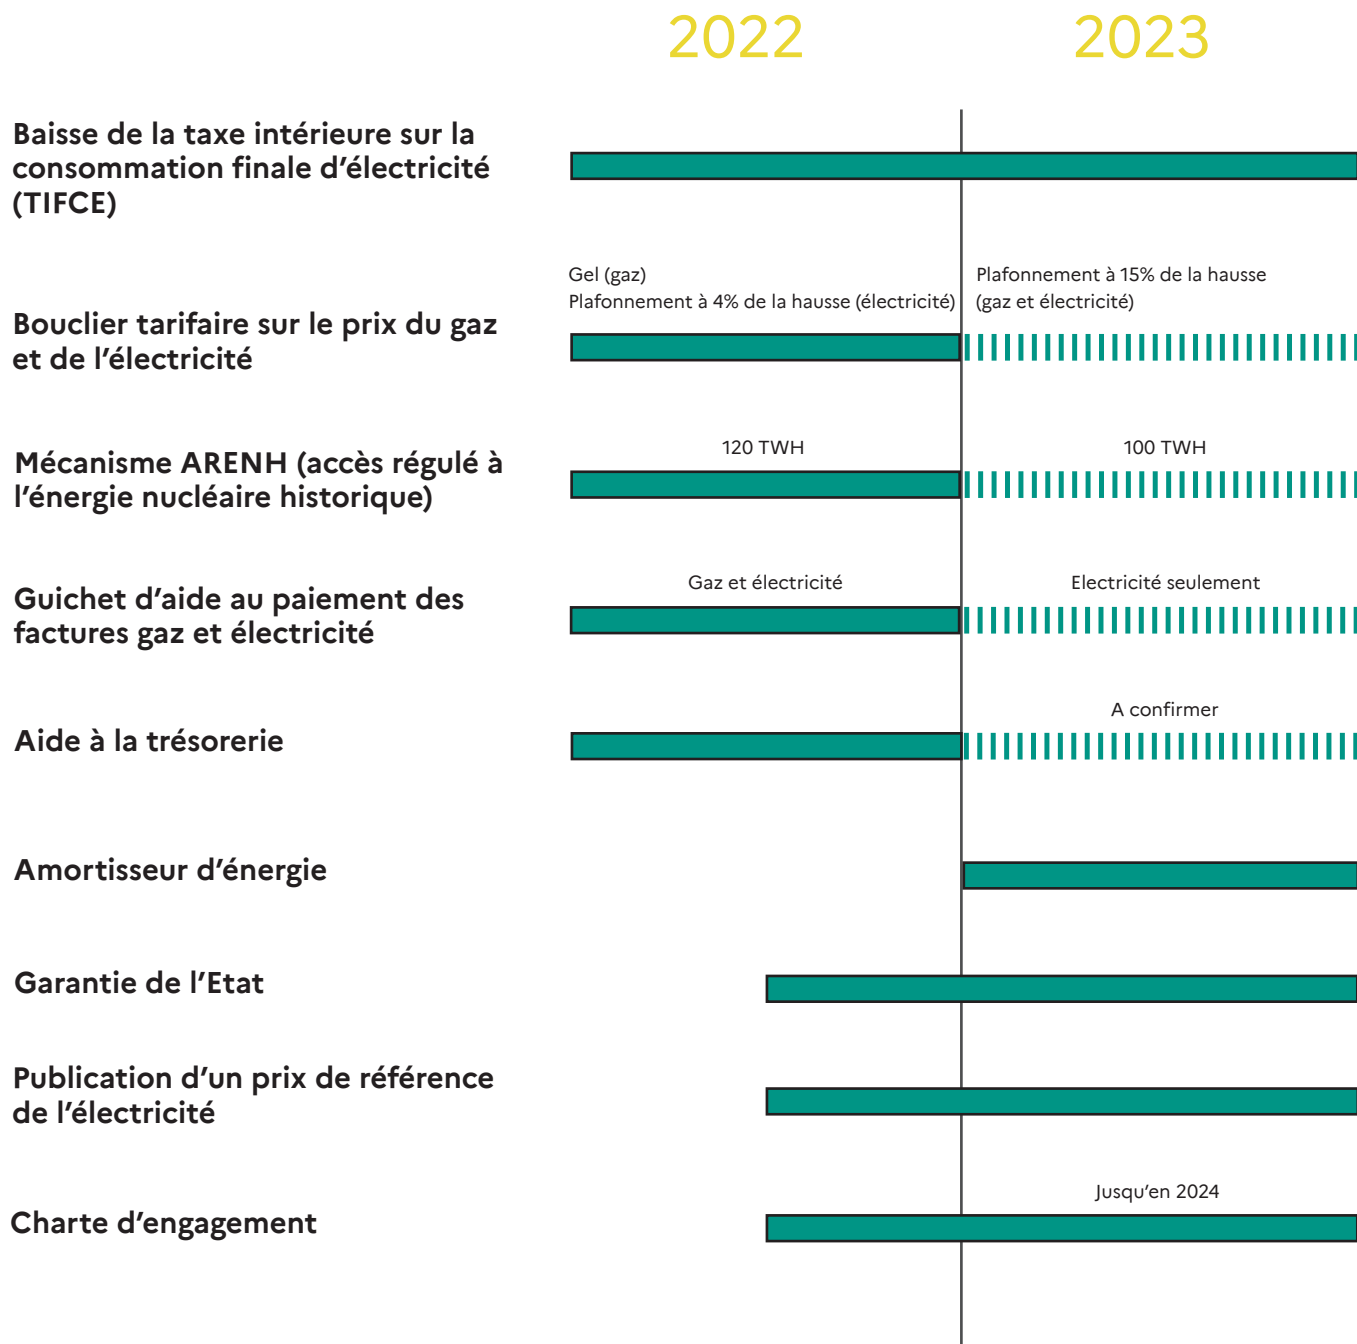 2022
2023
Baisse de la taxe intérieure sur la
consommation finale d’électricité
(TIFCE)
Gel (gaz)
Plafonnement à 4% de la hausse (électricité)
Plafonnement à 15% de la hausse
(gaz et électricité)
Bouclier tarifaire sur le prix du gaz
et de l’électricité
120 TWH
100 TWH
Mécanisme ARENH (accès régulé à
l’énergie nucléaire historique)
Gaz et électricité
Electricité seulement
Guichet d’aide au paiement des
factures gaz et électricité
A confirmer
Aide à la trésorerie
Amortisseur d’énergie
Garantie de l’Etat
Publication d’un prix de référence
de l’électricité
Jusqu’en 2024
Charte d’engagement